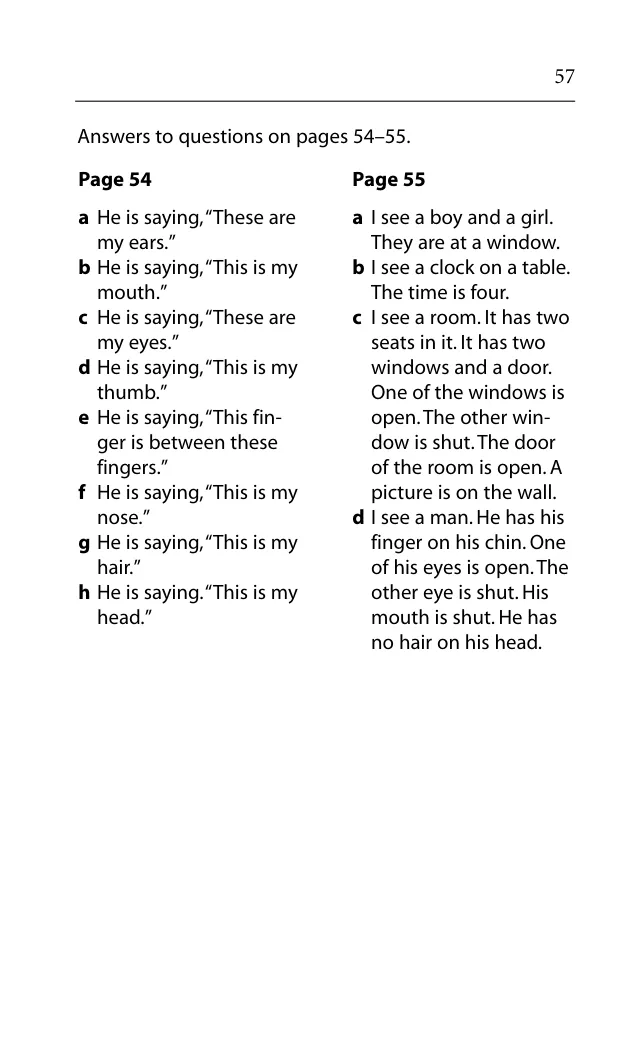 57
Answers to questions on pages 54–55.
Page 54
a He is saying, “These are
my ears.”
b He is saying, “This is my
mouth.”
c He is saying, “These are
my eyes.”
d He is saying, “This is my
thumb.”
e He is saying, “This fin-
ger is between these
fingers.”
f He is saying, “This is my
nose.”
g He is saying, “This is my
hair.”
h He is saying. “This is my
head.”
Page 55
a I see a boy and a girl.
They are at a window.
b I see a clock on a table.
The time is four.
c I see a room. It has two
seats in it. It has two
windows and a door.
One of the windows is
open. The other win-
dow is shut. The door
of the room is open. A
picture is on the wall.
d I see a man. He has his
finger on his chin. One
of his eyes is open. The
other eye is shut. His
mouth is shut. He has
no hair on his head.